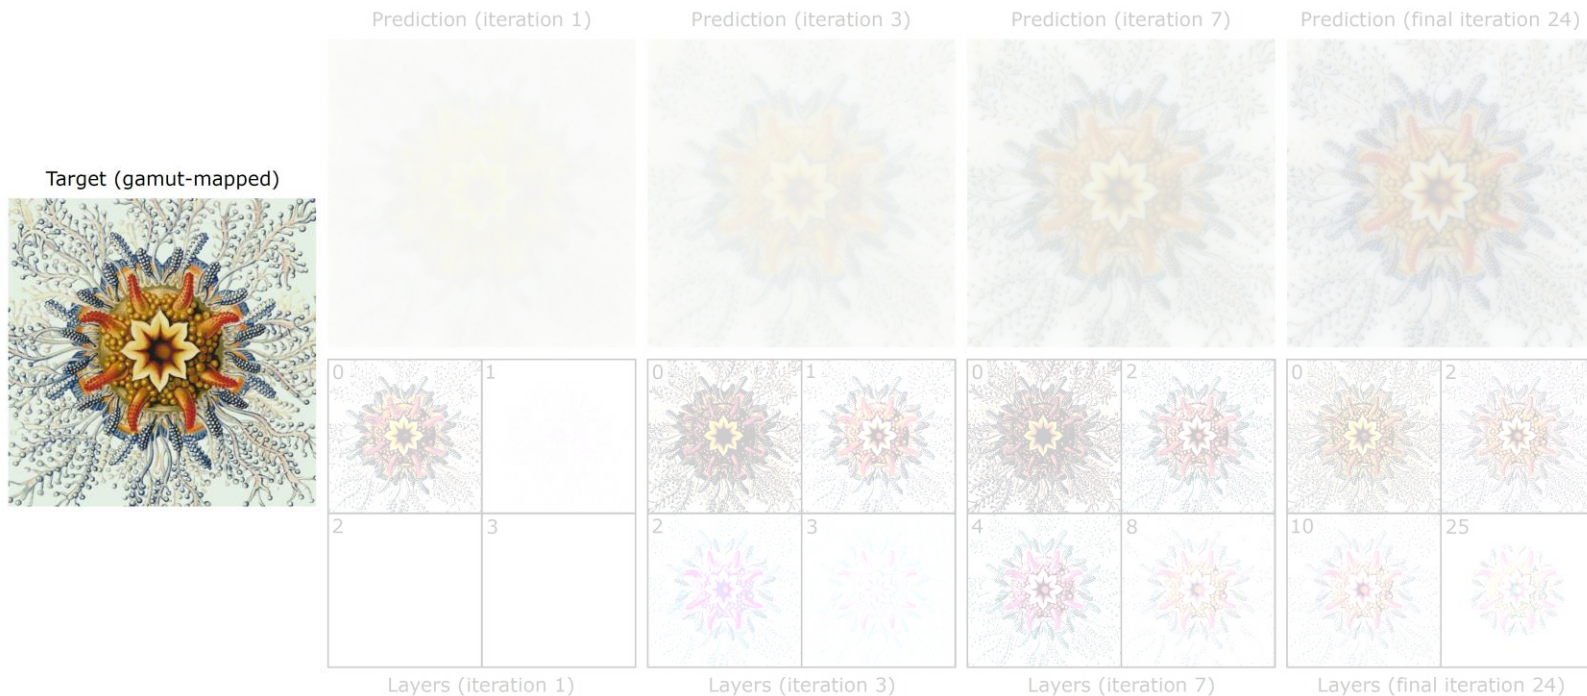 Prediction (iteration 1)
Prediction (iteration 3)
Prediction (iteration 7)
Prediction (final iteration 24)
Target (gamut-mapped)
0
1
0
1
0
2
0
2
2
3
2
3
4
8
10
25
Layers (iteration 1)
Layers (iteration 3)
Layers (iteration 7)
Layers (final iteration 24)